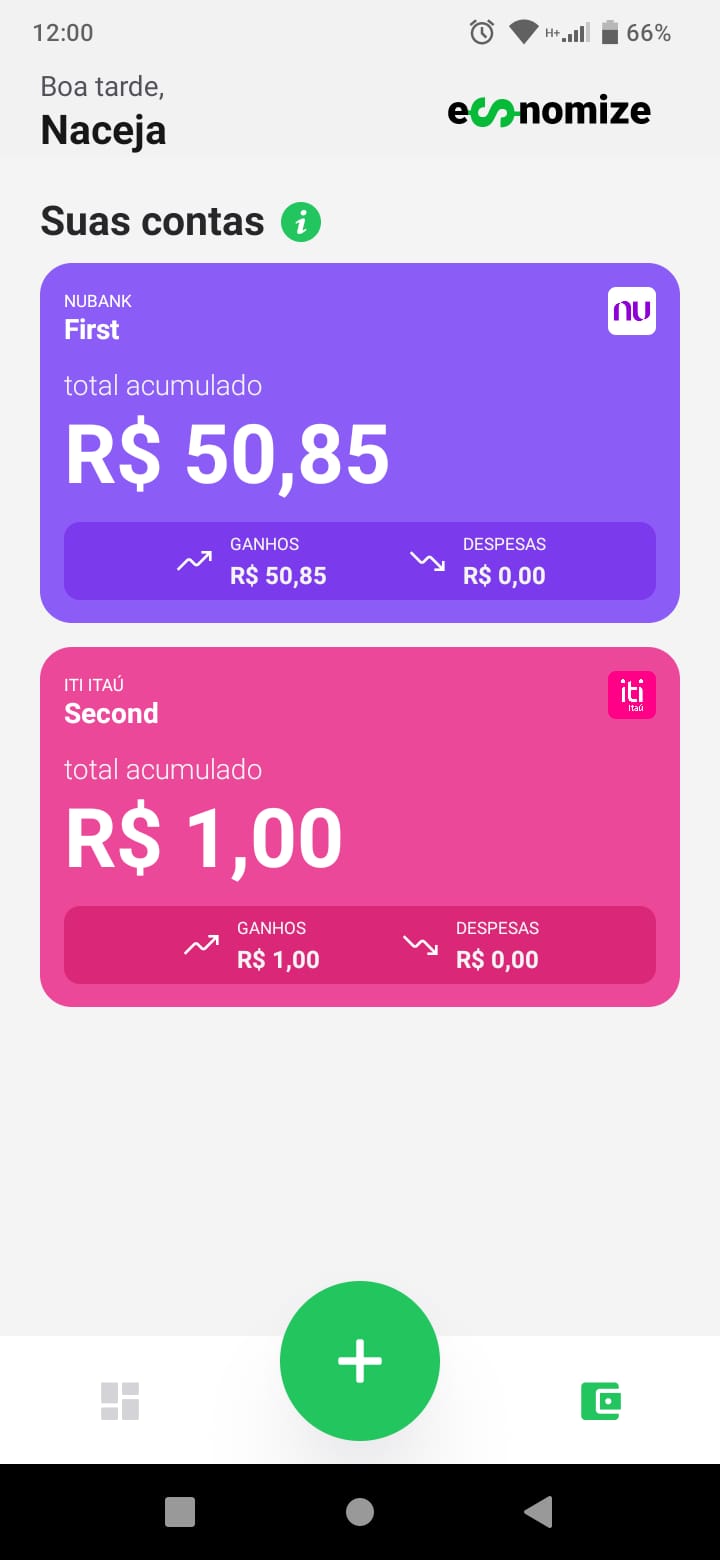 12:00
H+
66%
Boa tarde,
Naceja
economize
Suas contas
i
NUBANK
First
nu
total acumulado
R$ 50,85
GANHOS
R$ 50,85
DESPESAS
R$ 0,00
ITI ITAÚ
Second
iti
Itaú
total acumulado
R$ 1,00
GANHOS
R$ 1,00
DESPESAS
R$ 0,00